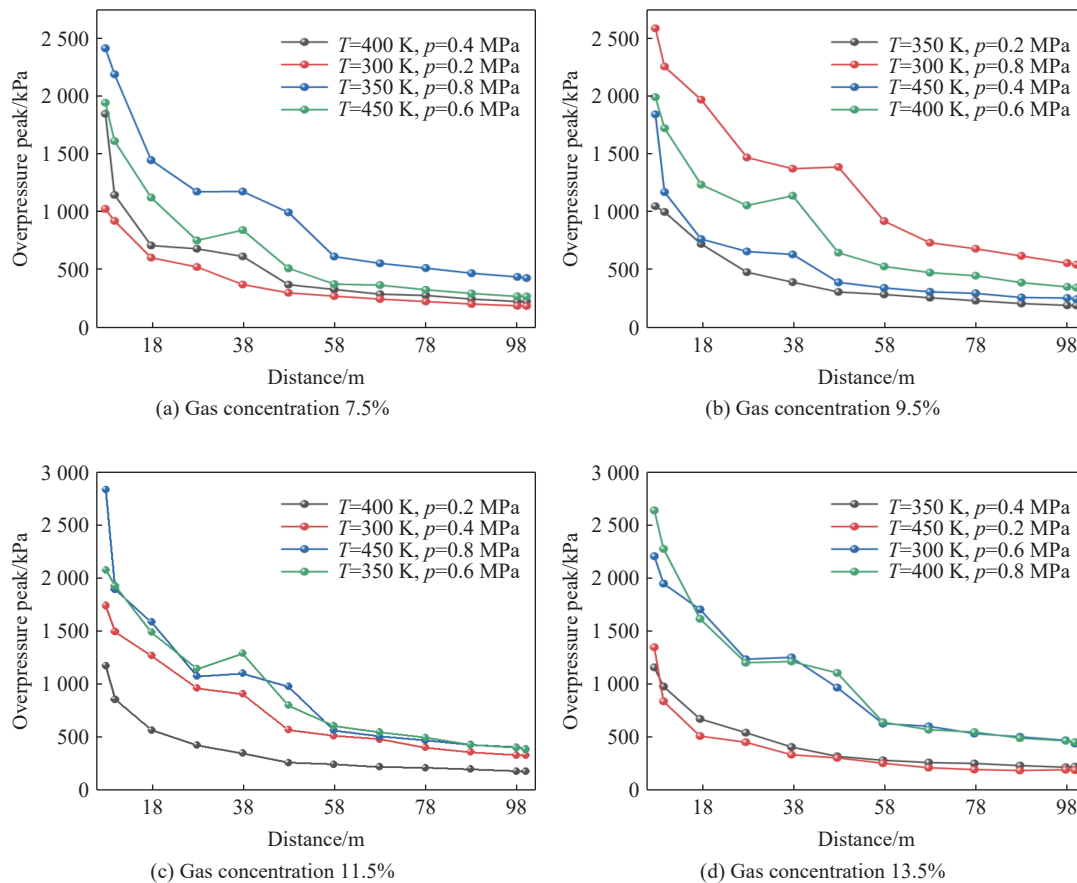 2 500
2 000
1 500
1 000
500
0
Overpressure peak/kPa
T=400 K, p=0.4 MPa
T=300 K, p=0.2 MPa
T=350 K, p=0.8 MPa
T=450 K, p=0.6 MPa
18 38 58 78 98
Distance/m
(a) Gas concentration 7.5%
2 500
2 000
1 500
1 000
500
0
Overpressure peak/kPa
T=350 K, p=0.2 MPa
T=300 K, p=0.8 MPa
T=450 K, p=0.4 MPa
T=400 K, p=0.6 MPa
18 38 58 78 98
Distance/m
(b) Gas concentration 9.5%
3 000
2 500
2 000
1 500
1 000
500
0
Overpressure peak/kPa
T=400 K, p=0.2 MPa
T=300 K, p=0.4 MPa
T=450 K, p=0.8 MPa
T=350 K, p=0.6 MPa
18 38 58 78 98
Distance/m
(c) Gas concentration 11.5%
3 000
2 500
2 000
1 500
1 000
500
0
Overpressure peak/kPa
T=350 K, p=0.4 MPa
T=450 K, p=0.2 MPa
T=300 K, p=0.6 MPa
T=400 K, p=0.8 MPa
18 38 58 78 98
Distance/m
(d) Gas concentration 13.5%